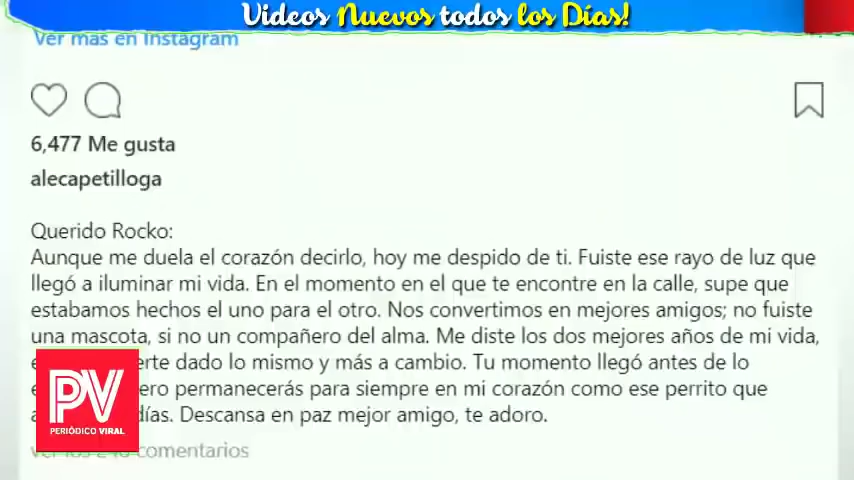 Videos Nuevos todos los Días!
Ver más en Instagram
6,477 Me gusta
alecapetilloga
Querido Rocko:
Aunque me duela el corazón decirlo, hoy me despido de ti. Fuiste ese rayo de luz que
llegó a iluminar mi vida. En el momento en el que te encontre en la calle, supe que
estabamos hechos el uno para el otro. Nos convertimos en mejores amigos; no fuiste
una mascota, si no un compañero del alma. Me diste los dos mejores años de mi vida,
dado lo mismo y más a cambio. Tu momento llegó antes de lo
permanecerás para siempre en mi corazón como ese perrito que
días. Descansa en paz mejor amigo, te adoro.
comentarios
PV
PERIÓDICO VIRAL